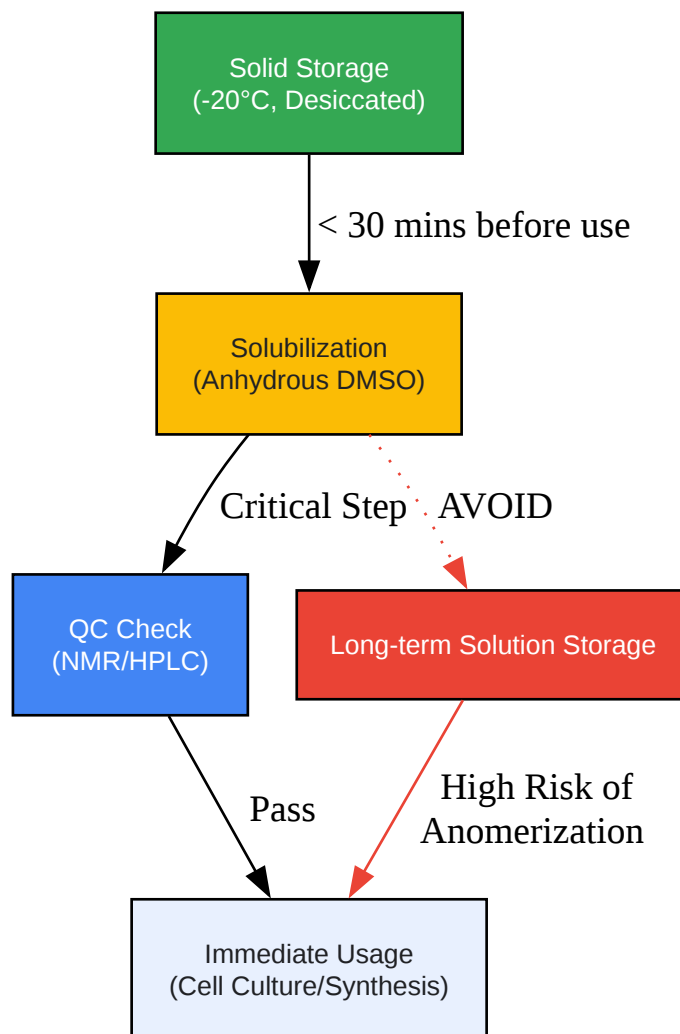 Solid Storage
(-20°C, Desiccated)
< 30 mins before use
Solubilization
(Anhydrous DMSO)
Critical Step
AVOID
QC Check
(NMR/HPLC)
Long-term Solution Storage
Pass
High Risk of
Anomerization
Immediate Usage
(Cell Culture/Synthesis)